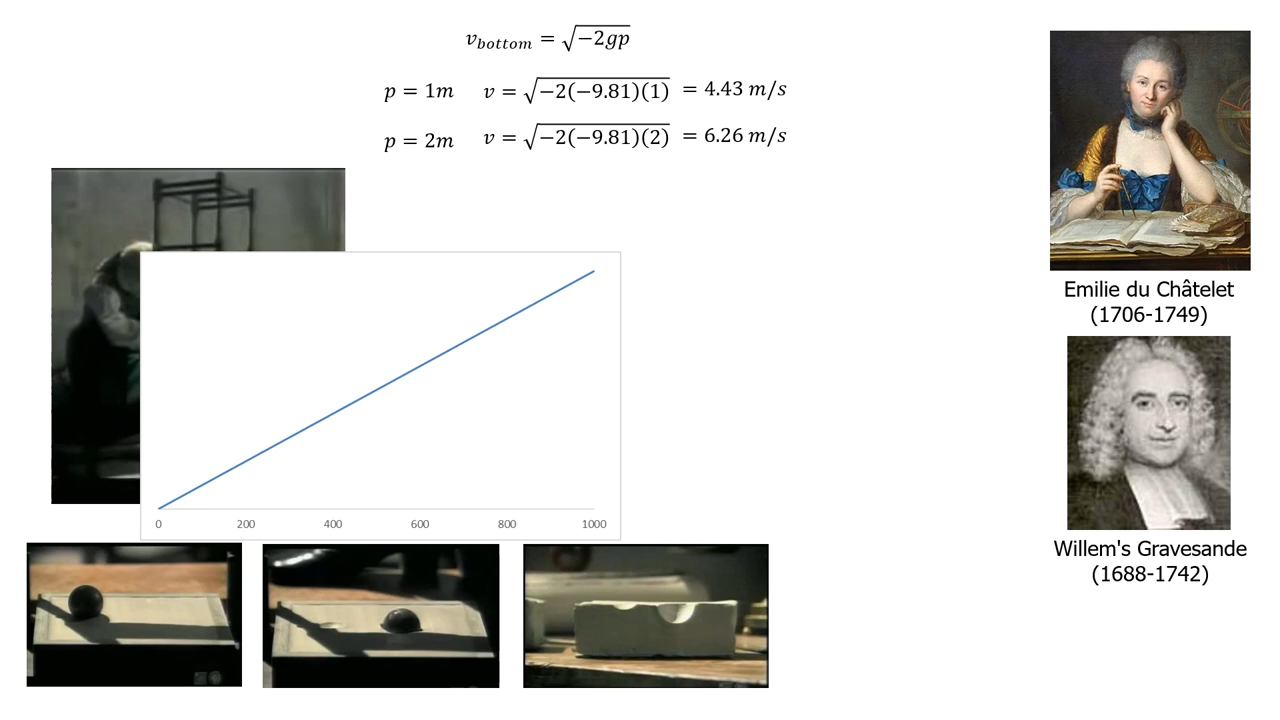 v_bottom = √−2gp
p = 1m v = √−2(−9.81)(1) = 4.43 m/s
p = 2m v = √−2(−9.81)(2) = 6.26 m/s
0 200 400 600 800 1000
Emilie du Châtelet
(1706-1749)
Willem's Gravesande
(1688-1742)